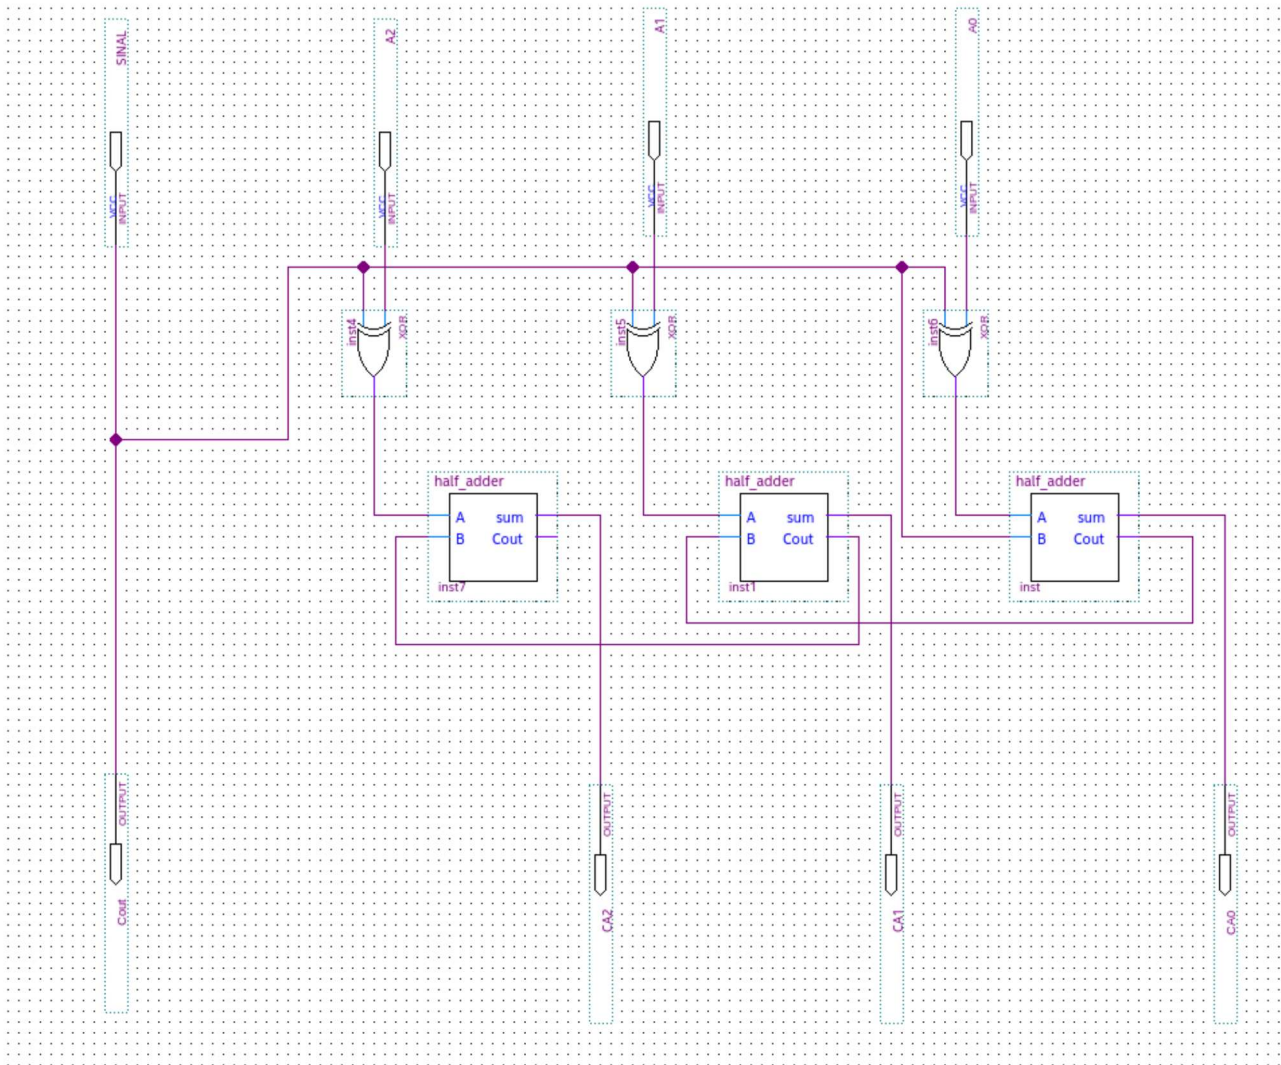 SINAL
A2
A1
A0
VCC
INPUT
VCC
INPUT
VCC
INPUT
VCC
INPUT
inst4
XOR
inst5
XOR
inst6
XOR
half_adder
A sum
B Cout
inst7
half_adder
A sum
B Cout
inst1
half_adder
A sum
B Cout
inst
OUTPUT
Cout
OUTPUT
CA2
OUTPUT
CA1
OUTPUT
CA0